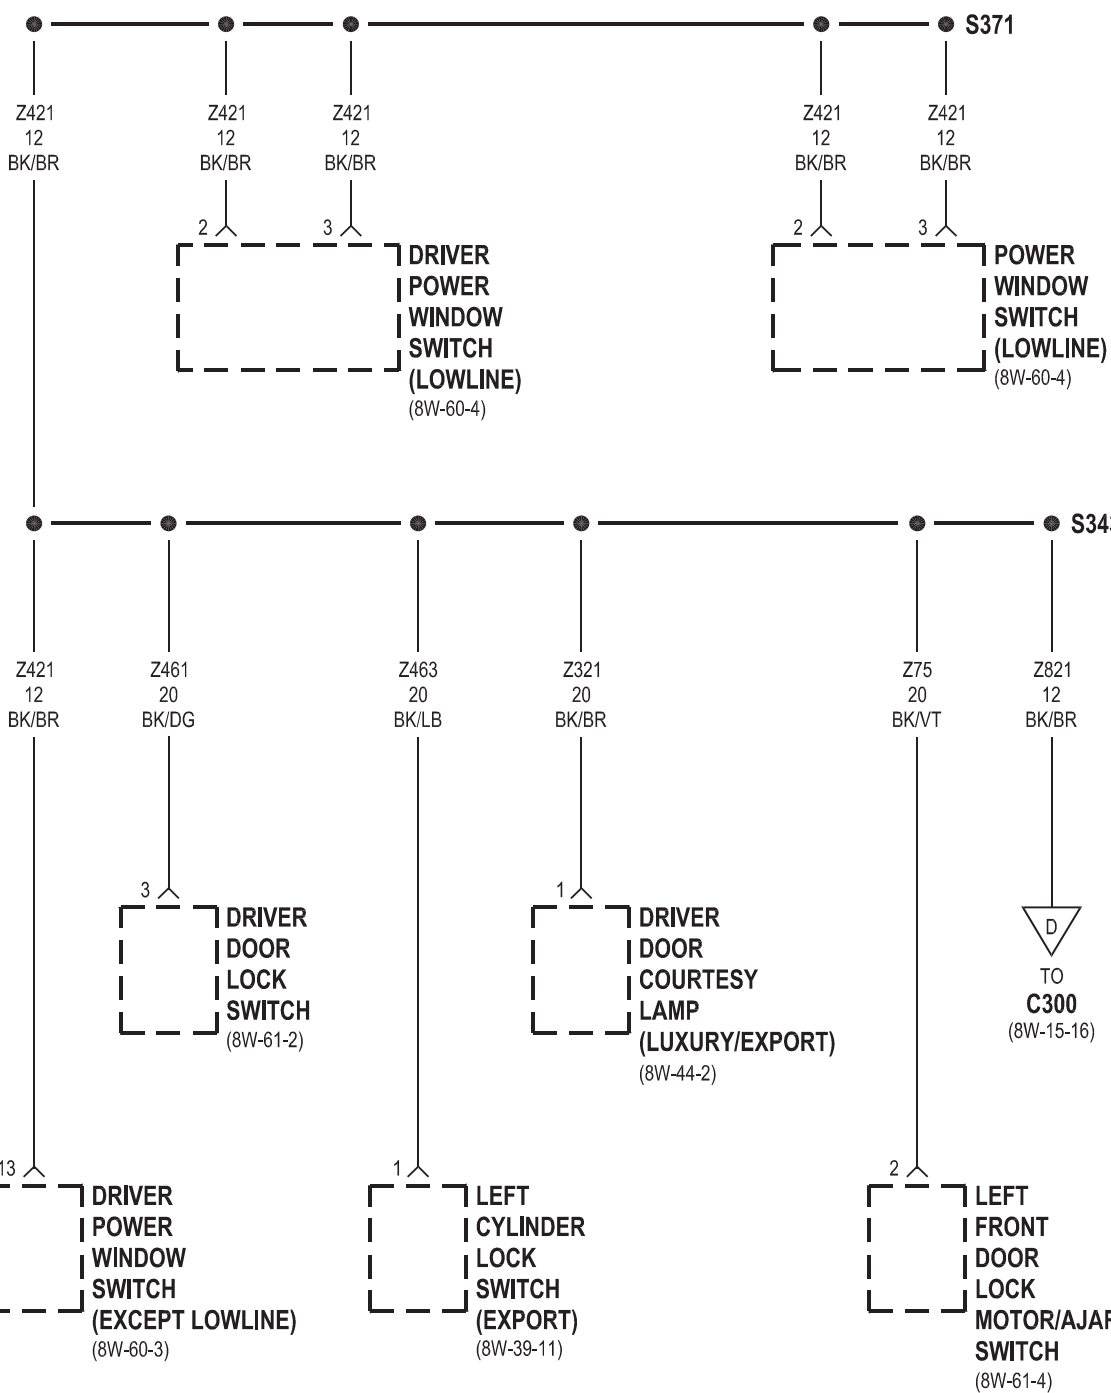 S371
Z421
12
BK/BR
Z421
12
BK/BR
Z421
12
BK/BR
Z421
12
BK/BR
Z421
12
BK/BR
2
3
2
3
DRIVER
POWER
WINDOW
SWITCH
(LOWLINE)
(8W-60-4)
POWER
WINDOW
SWITCH
(LOWLINE)
(8W-60-4)
S343
Z421
12
BK/BR
Z461
20
BK/DG
Z463
20
BK/LB
Z321
20
BK/BR
Z75
20
BK/VT
Z821
12
BK/BR
3
DRIVER
DOOR
LOCK
SWITCH
(8W-61-2)
1
DRIVER
DOOR
COURTESY
LAMP
(LUXURY/EXPORT)
(8W-44-2)
D
TO
C300
(8W-15-16)
13
DRIVER
POWER
WINDOW
SWITCH
(EXCEPT LOWLINE)
(8W-60-3)
1
LEFT
CYLINDER
LOCK
SWITCH
(EXPORT)
(8W-39-11)
2
LEFT
FRONT
DOOR
LOCK
MOTOR/AJAR
SWITCH
(8W-61-4)